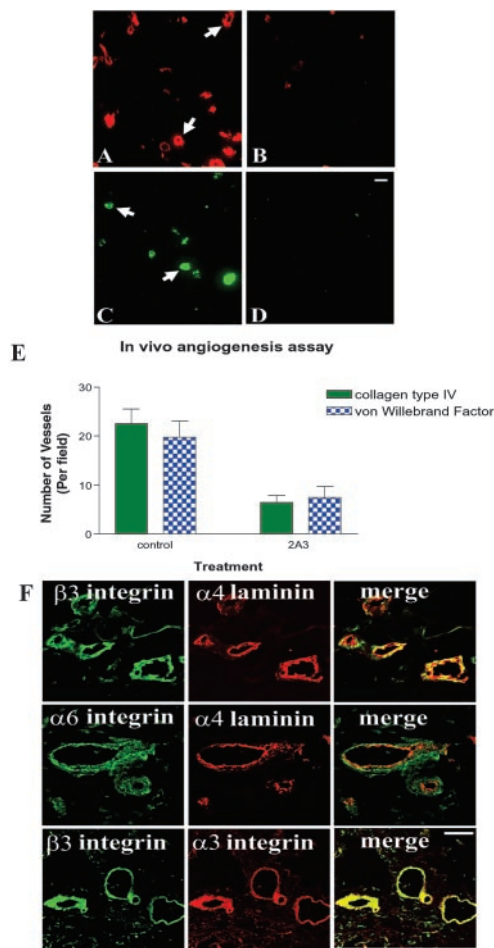 A
B
C
D
E
In vivo angiogenesis assay
30
20
10
0
Number of Vessels
(Per field)
collagen type IV
von Willebrand Factor
control
2A3
Treatment
F
β3 integrin
α4 laminin
merge
α6 integrin
α4 laminin
merge
β3 integrin
α3 integrin
merge